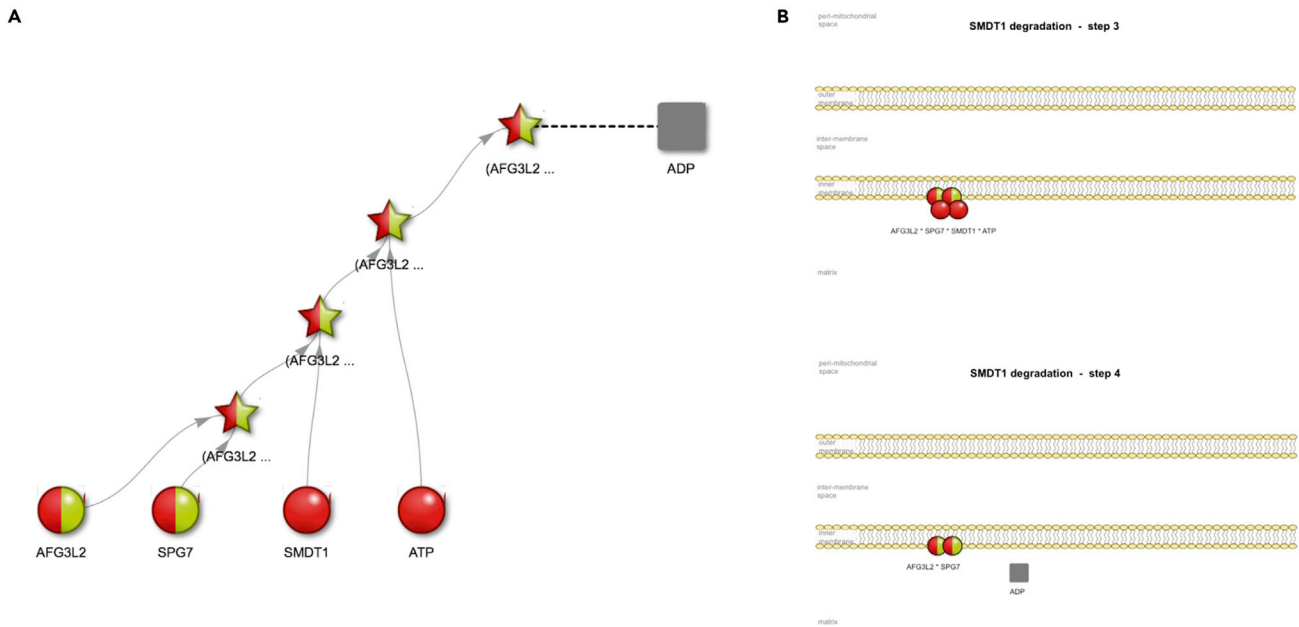 A
(AFG3L2 ...
ADP
(AFG3L2 ...
(AFG3L2 ...
(AFG3L2 ...
AFG3L2
SPG7
SMDT1
ATP
B
peri-mitochondrial
space
SMDT1 degradation - step 3
outer
membrane
inter-membrane
space
inner
membrane
AFG3L2 * SPG7 * SMDT1 * ATP
matrix
peri-mitochondrial
space
SMDT1 degradation - step 4
outer
membrane
inter-membrane
space
inner
membrane
AFG3L2 * SPG7
ADP
matrix